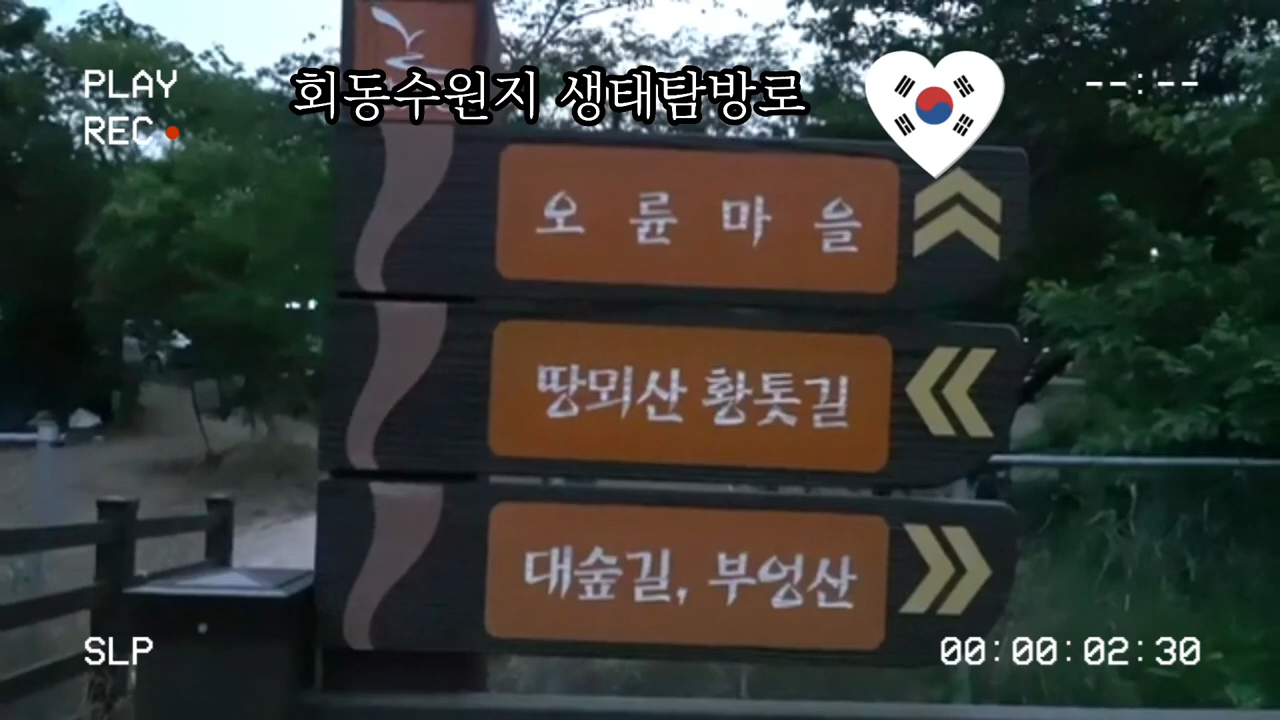 PLAY
REC
회동수원지 생태탐방로
--:--
오륜마을
땅뫼산 황톳길
대숲길, 부엉산
SLP
00:00:02:30